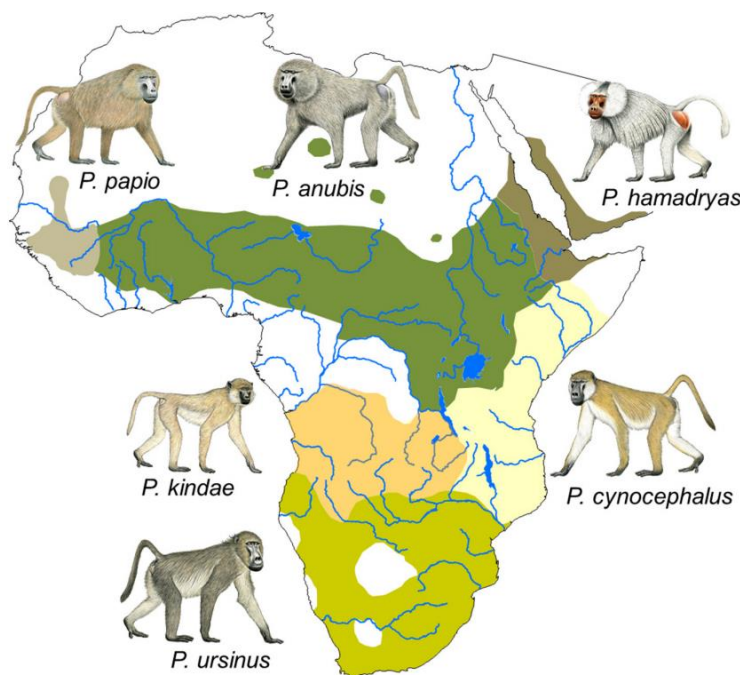 P. papio
P. anubis
P. hamadryas
P. kindae
P. cynocephalus
P. ursinus